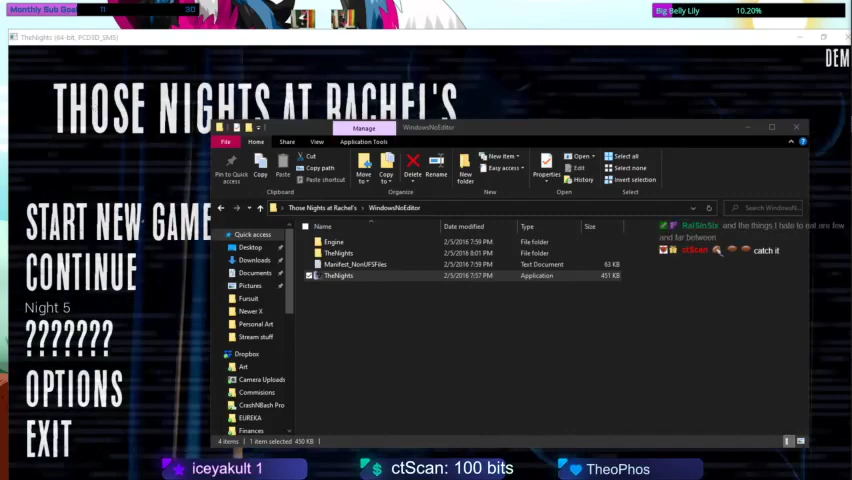 Monthly Sub Goal 11 30
Big Belly Lily 10.20%
TheNights (64-bit, PCD3D_SM5)
DEM
THOSE NIGHTS AT RACHEL'S
START NEW GAME
CONTINUE
Night 5
???????
OPTIONS
EXIT
Manage
WindowsNoEditor
File Home Share View Application Tools
Pin to Quick access
Copy
Paste
Cut
Copy path
Paste shortcut
Move to
Copy to
Delete
Rename
New folder
New item
Easy access
Properties
Open
Edit
History
Select all
Select none
Invert selection
Clipboard
Organize
New
Open
Select
Those Nights at Rachel's > WindowsNoEditor
Search WindowsNoEditor
Quick access
Desktop
Downloads
Documents
Pictures
Fursuit
Newer X
Personal Art
Stream stuff
Dropbox
Art
Camera Uploads
Commisions
CrashNBash Pro
EUREKA
Finances
Name Date modified Type Size
Engine 2/5/2016 7:59 PM File folder
TheNights 2/5/2016 8:01 PM File folder
Manifest_NonUFSFiles 2/5/2016 7:59 PM Text Document 63 KB
TheNights 2/5/2016 7:57 PM Application 451 KB
4 items 1 item selected 450 KB
RaiSinSix and the things I hate to eat are few
and far between
ctScan catch it
iceyakult 1
ctScan: 100 bits
TheoPhos